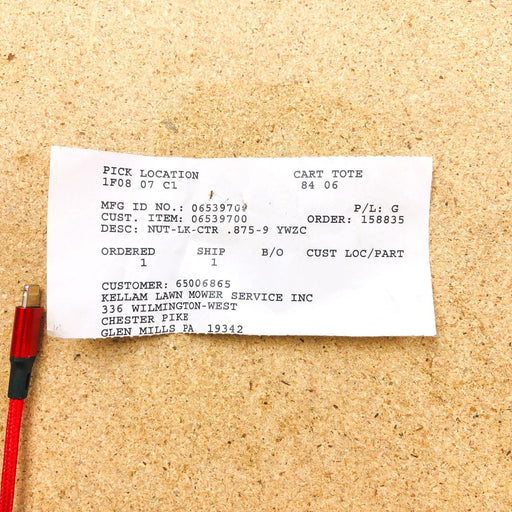 PICK LOCATION CART TOTE
1F08 07 C1 84 06
MFG ID NO.: 06539700 P/L: G
CUST. ITEM: 06539700 ORDER: 158835
DESC: NUT-LK-CTR .875-9 YWZC
ORDERED SHIP B/O CUST LOC/PART
1 1
CUSTOMER: 65006865
KELLAM LAWN MOWER SERVICE INC
336 WILMINGTON-WEST
CHESTER PIKE
GLEN MILLS PA 19342